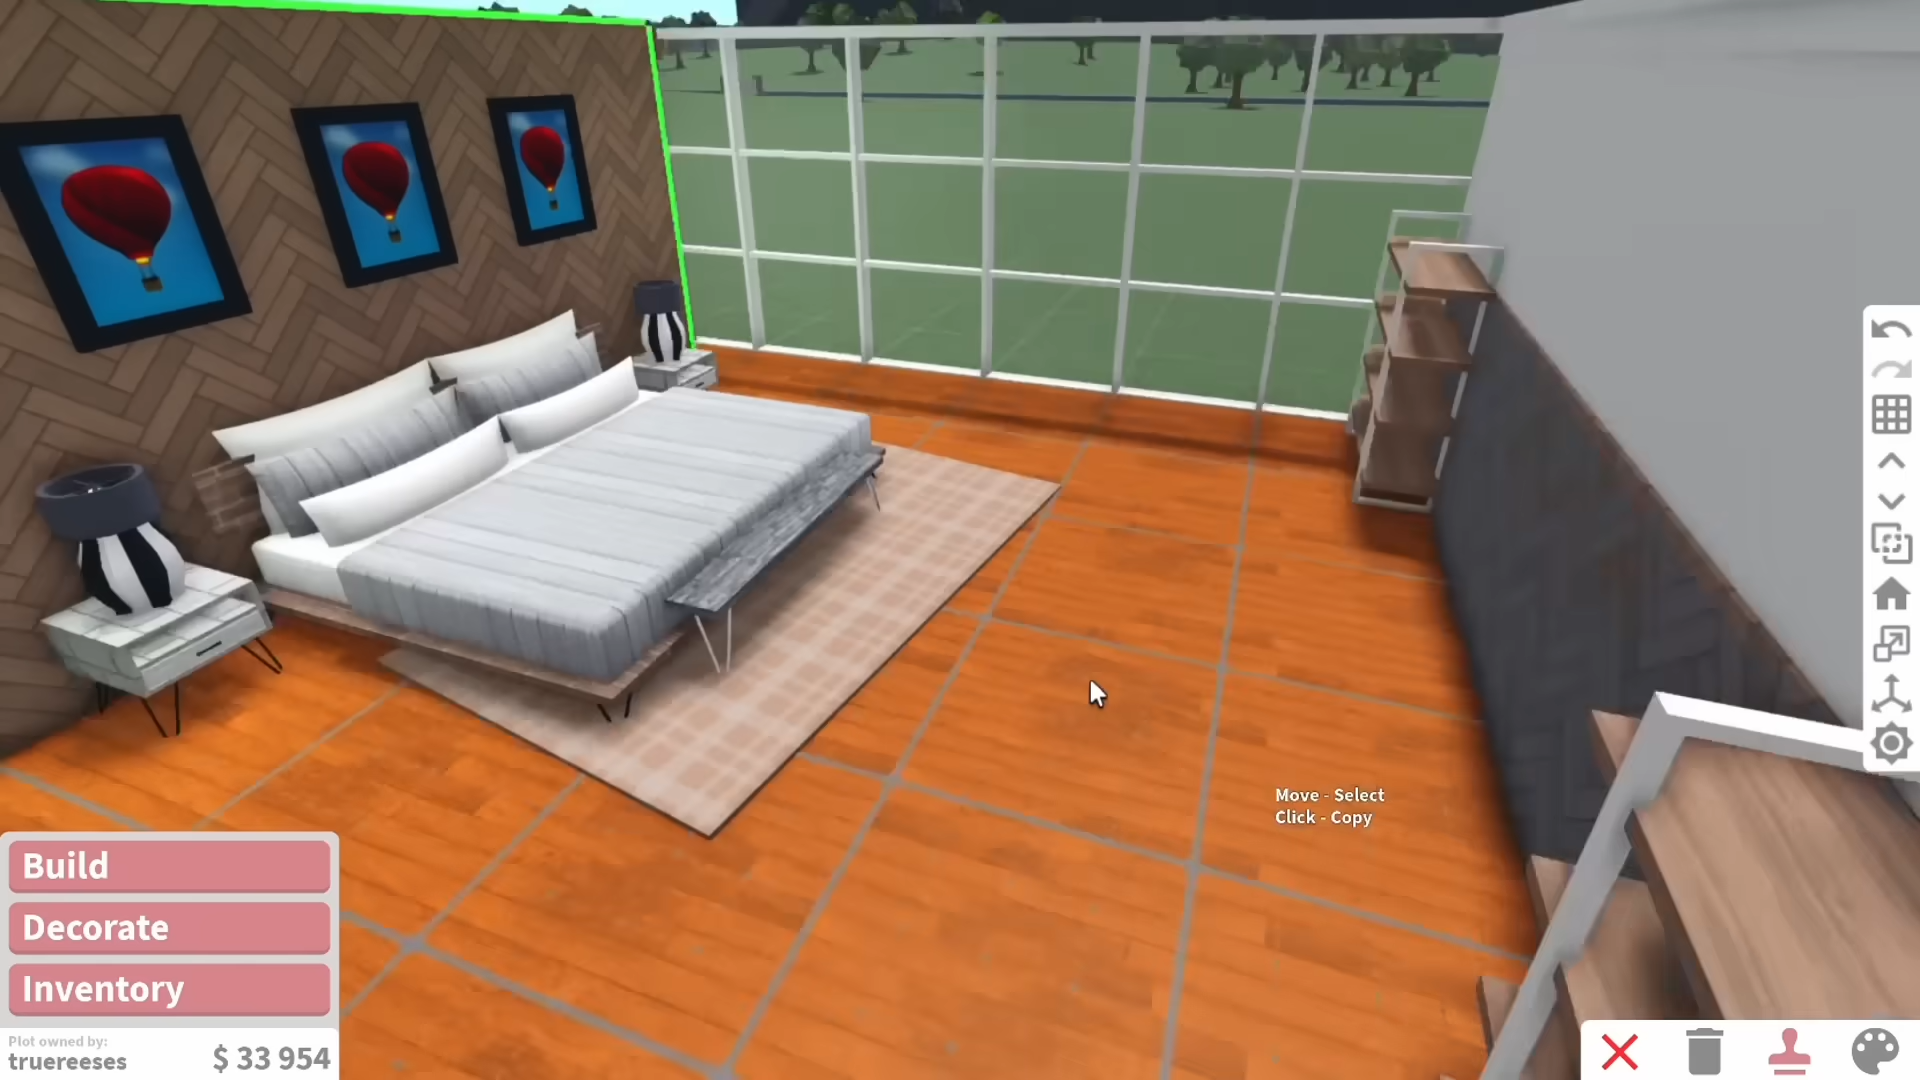 Move - Select
Click - Copy
Build
Decorate
Inventory
Plot owned by:
truereeses
$ 33 954